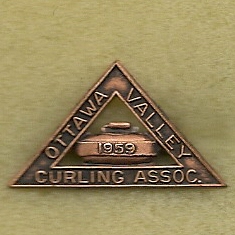 OTTAWA VALLEY
1959
CURLING ASSOC.